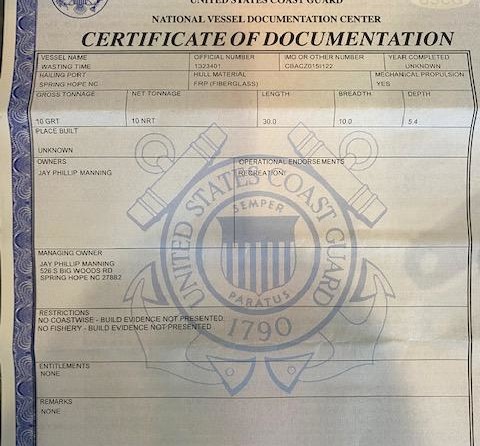 UNITED STATES COAST GUARD
NATIONAL VESSEL DOCUMENTATION CENTER
CERTIFICATE OF DOCUMENTATION
VESSEL NAME OFFICIAL NUMBER IMO OR OTHER NUMBER YEAR COMPLETED
WASTING TIME 1323401 CBACZ015I122 UNKNOWN
HAILING PORT HULL MATERIAL MECHANICAL PROPULSION
SPRING HOPE NC FRP (FIBERGLASS) YES
GROSS TONNAGE NET TONNAGE LENGTH BREADTH DEPTH
10 GRT 10 NRT 30.0 10.0 5.4
PLACE BUILT
UNKNOWN
OWNERS OPERATIONAL ENDORSEMENTS
JAY PHILLIP MANNING RECREATION
UNITED STATES COAST GUARD
SEMPER
PARATUS
1790
MANAGING OWNER
JAY PHILLIP MANNING
526 S BIG WOODS RD
SPRING HOPE NC 27882
RESTRICTIONS
NO COASTWISE - BUILD EVIDENCE NOT PRESENTED
NO FISHERY - BUILD EVIDENCE NOT PRESENTED
ENTITLEMENTS
NONE
REMARKS
NONE